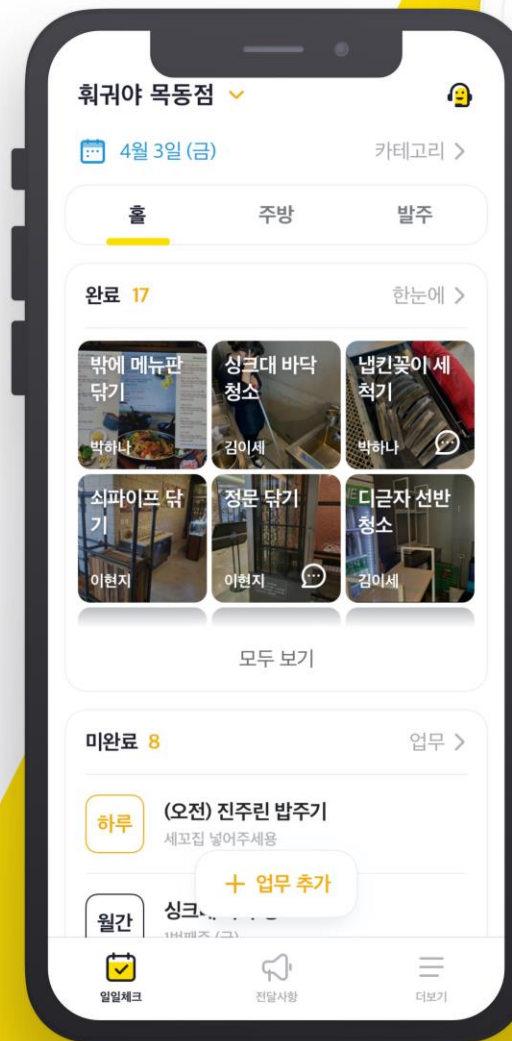 훠궈야 목동점
4월 3일 (금)
카테고리
홀 주방 발주
완료 17
한눈에
밖에 메뉴판
닦기
박하나
싱크대 바닥
청소
김이세
냅킨꽂이 세
척기
박하나
쇠파이프 닦
기
이현지
정문 닦기
이현지
디귿자 선반
청소
김이세
모두 보기
미완료 8
업무
하루
(오전) 진주린 밥주기
세꼬집 넣어주세용
+ 업무 추가
월간
일일체크
전달사항
더보기